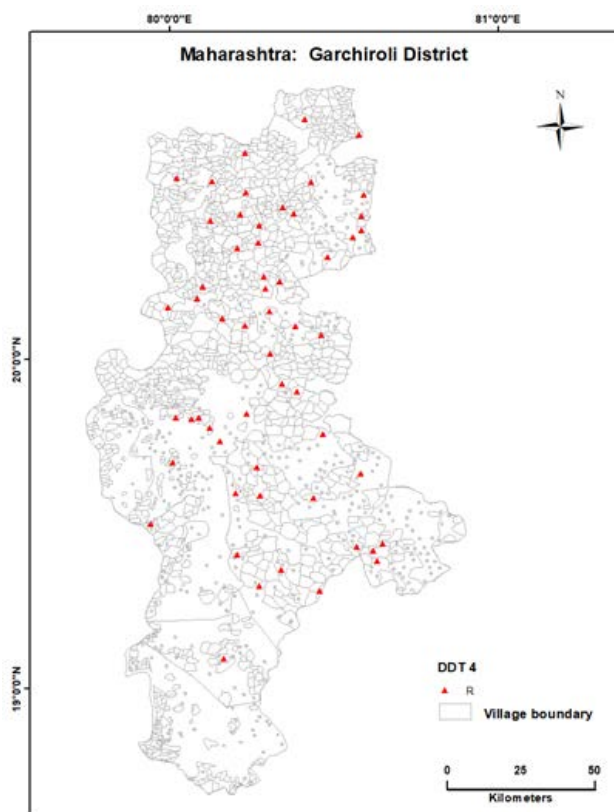 80°0'0"E 81°0'0"E
Maharashtra: Garchiroli District
N
20°0'0"N
19°0'0"N
DDT 4
R
Village boundary
0 25 50
Kilometers